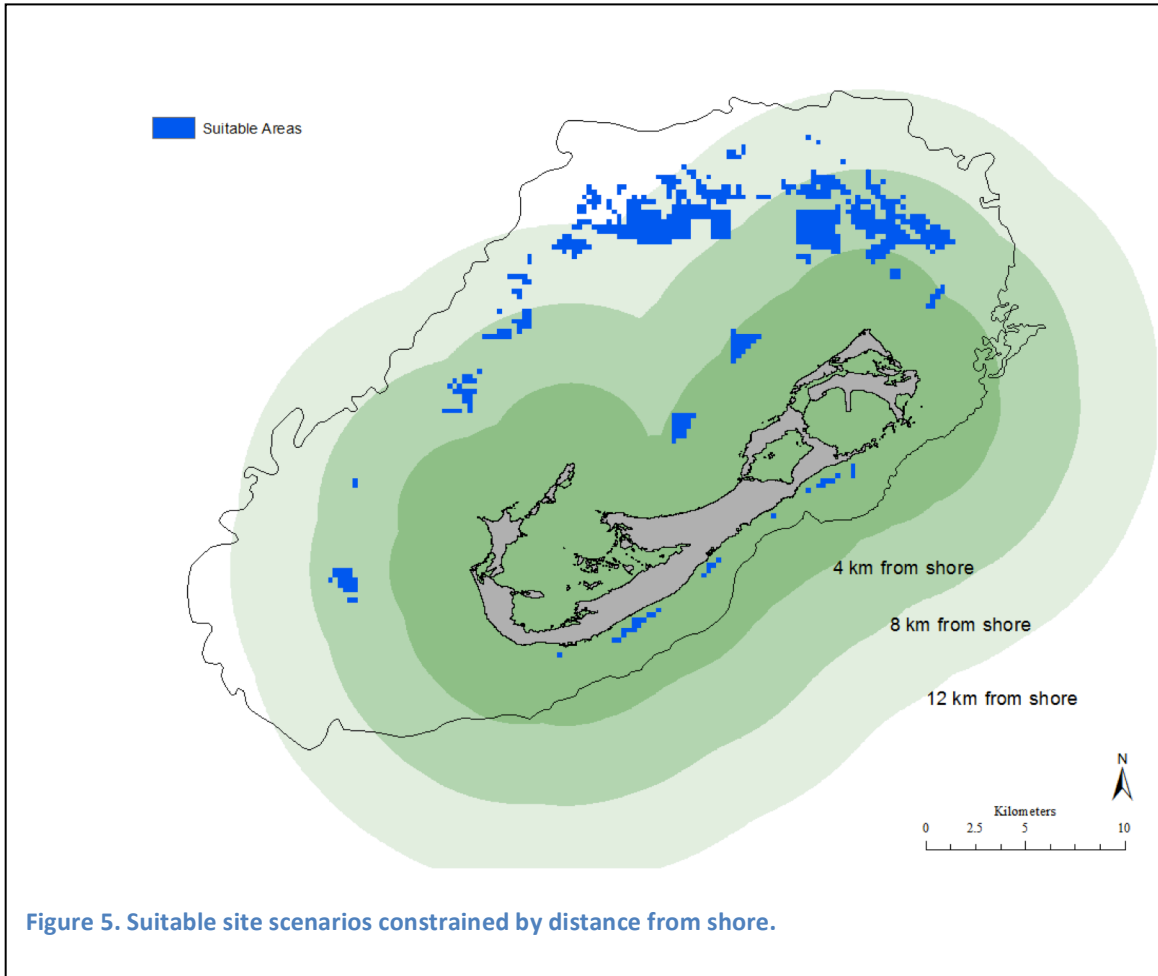 Suitable Areas
4 km from shore
8 km from shore
12 km from shore
N
Kilometers
0 2.5 5 10
Figure 5. Suitable site scenarios constrained by distance from shore.